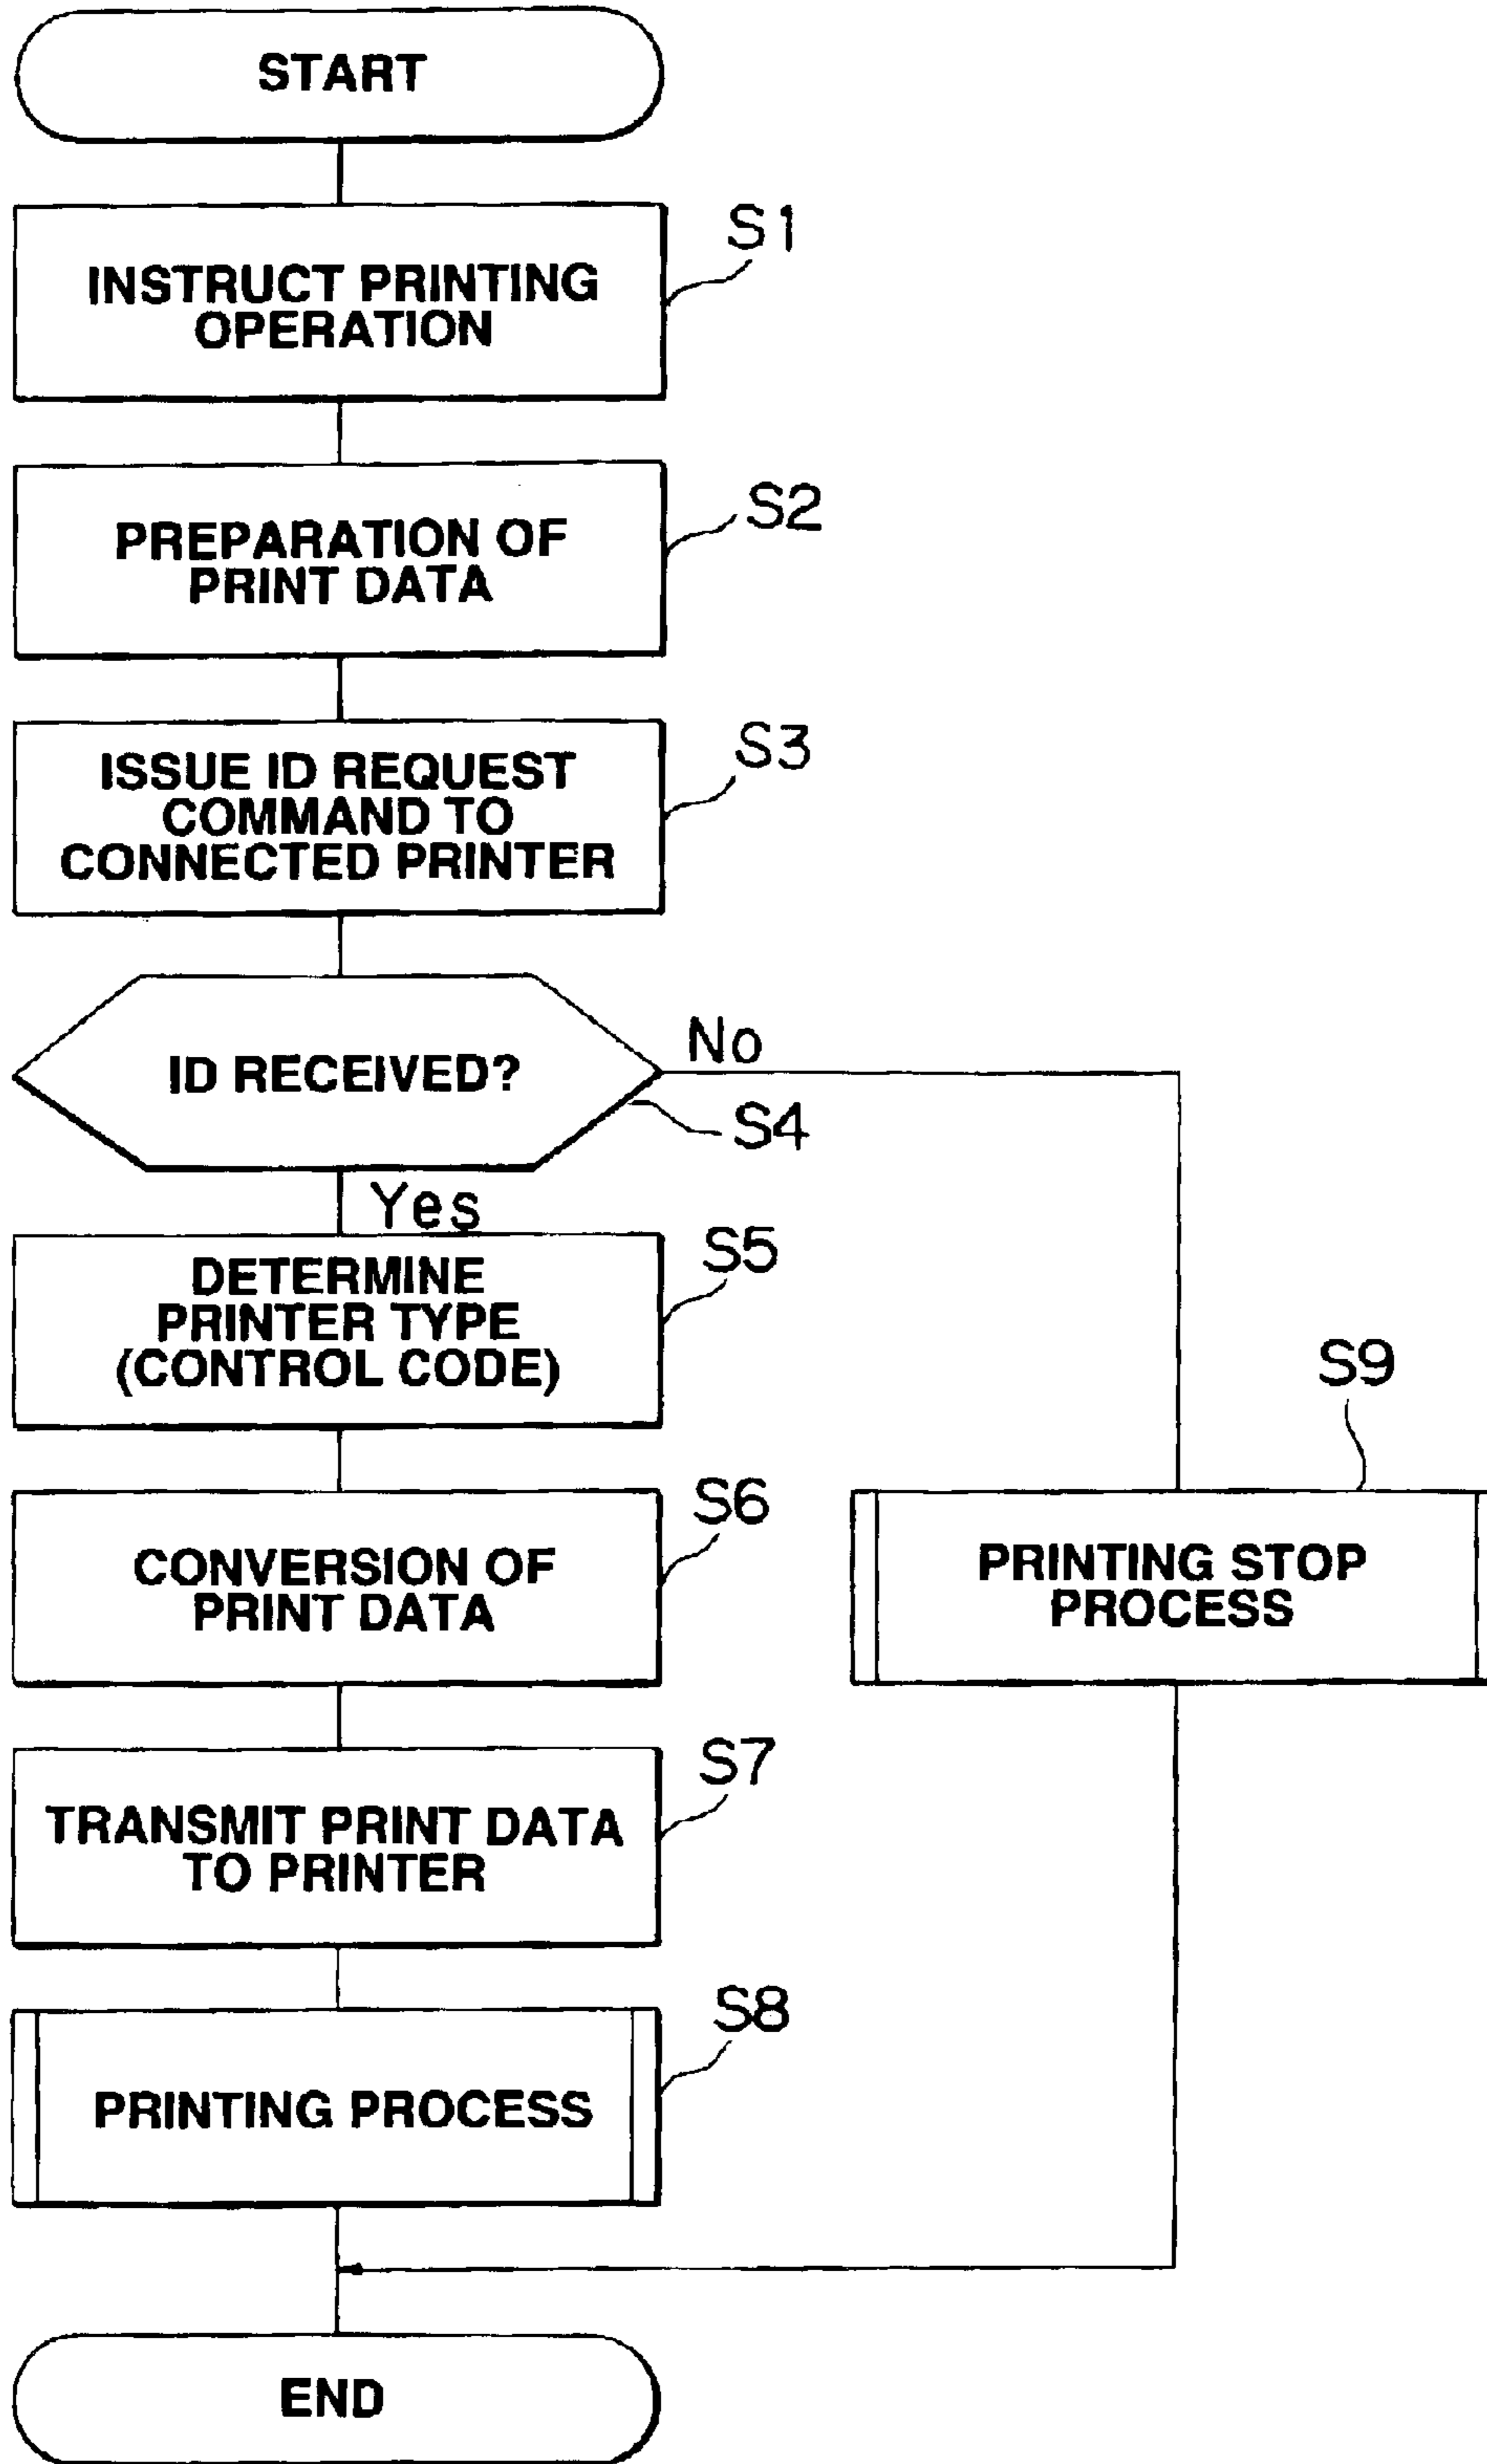 START
S1
INSTRUCT PRINTING
OPERATION
S2
PREPARATION OF
PRINT DATA
S3
ISSUE ID REQUEST
COMMAND TO
CONNECTED PRINTER
No
ID RECEIVED?
S4
Yes
S5
DETERMINE
PRINTER TYPE
(CONTROL CODE)
S9
S6
CONVERSION OF
PRINT DATA
PRINTING STOP
PROCESS
S7
TRANSMIT PRINT DATA
TO PRINTER
S8
PRINTING PROCESS
END